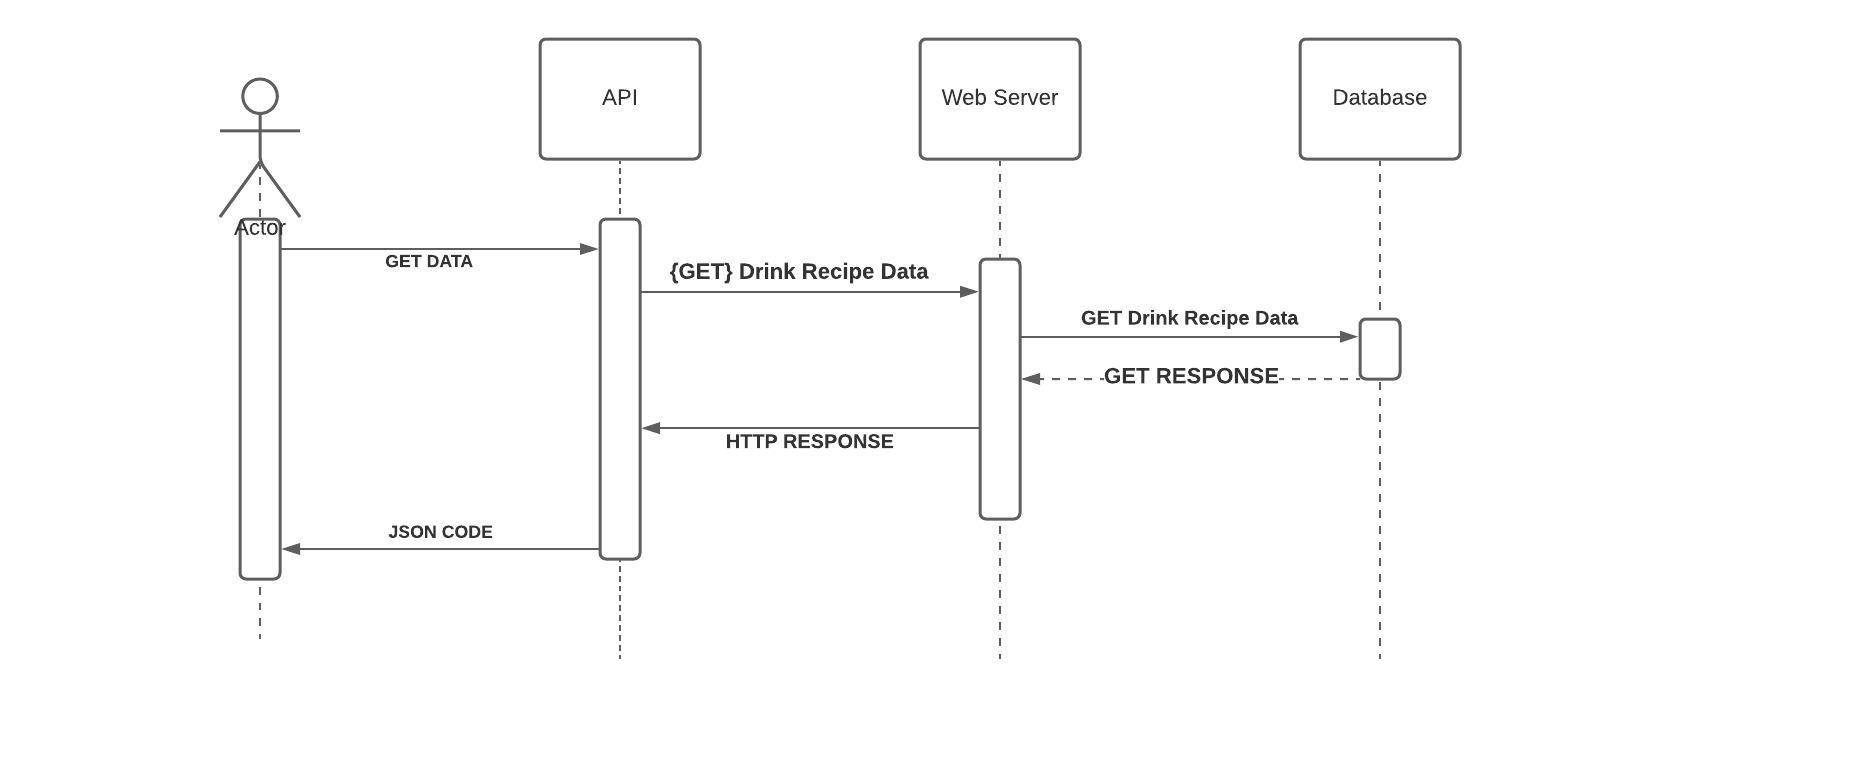 API
Web Server
Database
Actor
GET DATA
{GET} Drink Recipe Data
GET Drink Recipe Data
GET RESPONSE
HTTP RESPONSE
JSON CODE